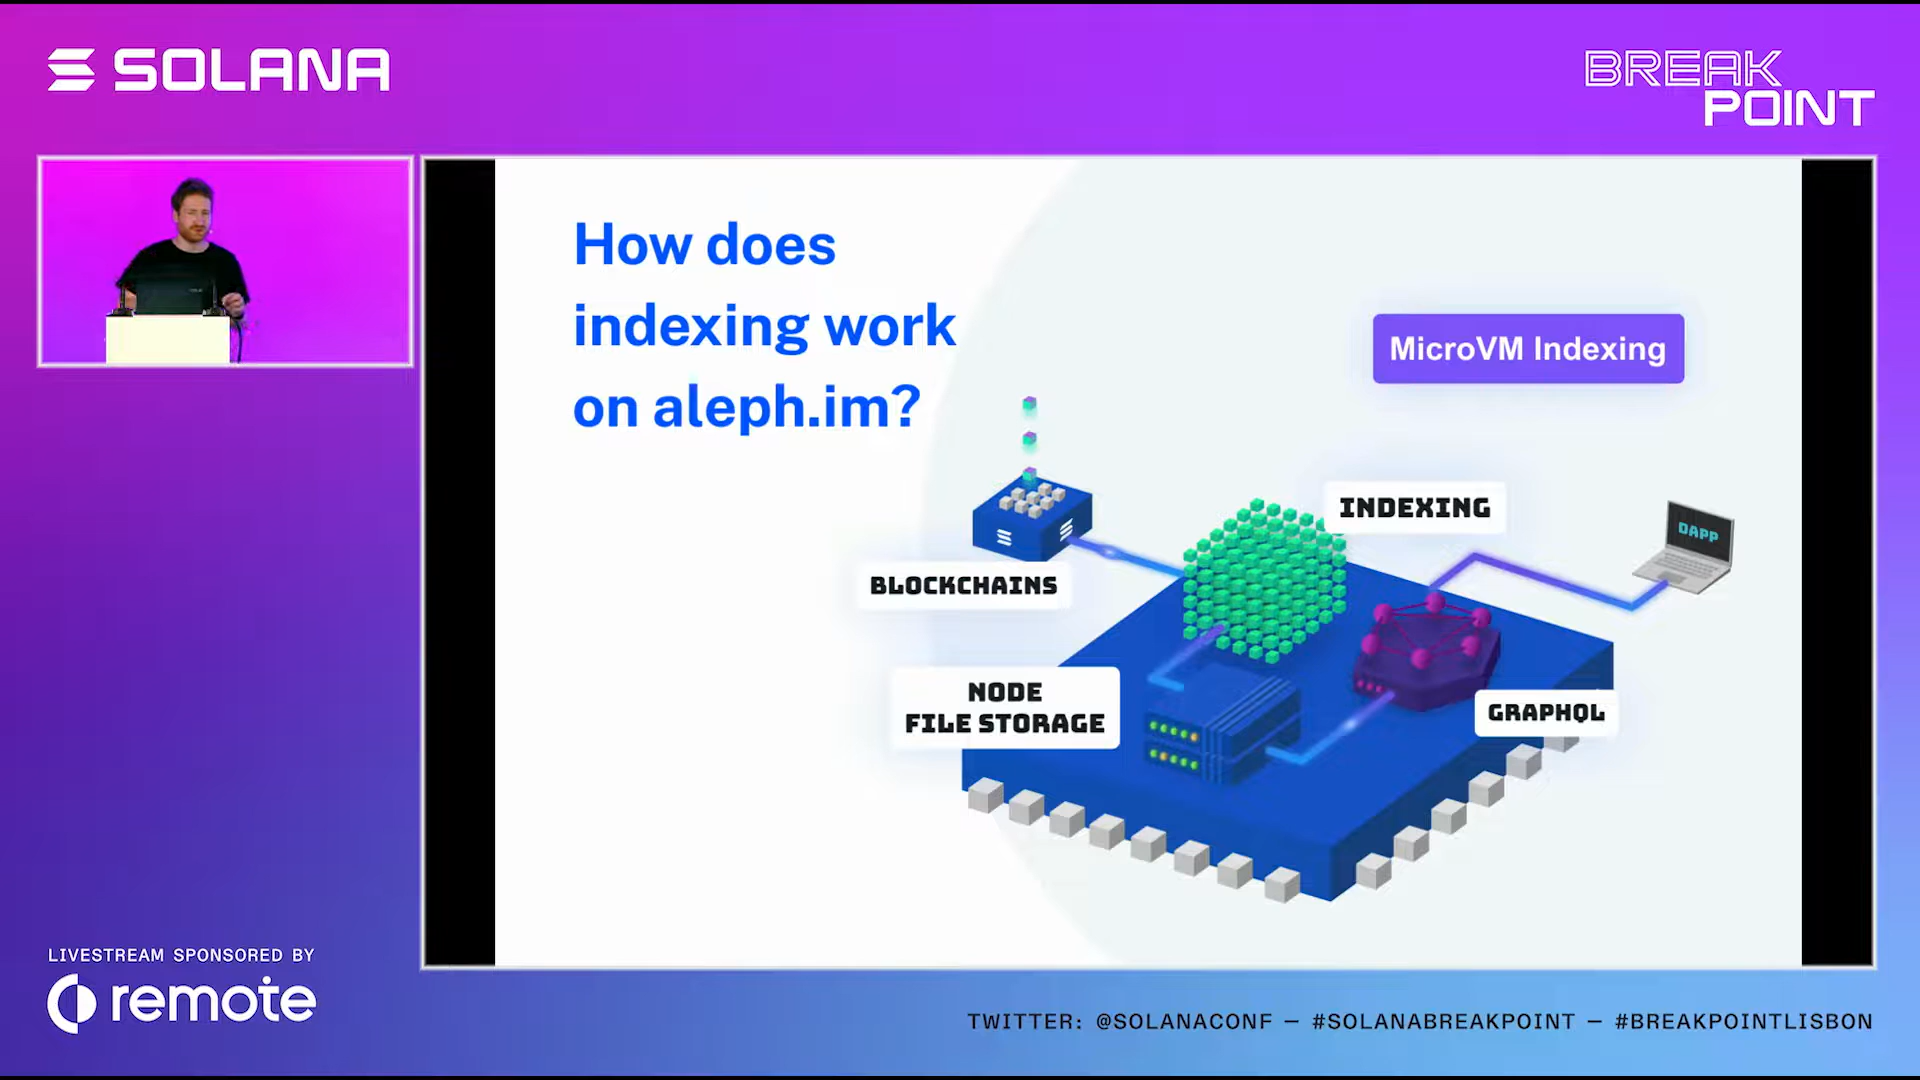 SOLANA
BREAK
POINT
How does
indexing work
on aleph.im?
MicroVM Indexing
INDEXING
DAPP
BLOCKCHAINS
NODE
FILE STORAGE
GRAPHQL
LIVESTREAM SPONSORED BY
remote
TWITTER: @SOLANACONF — #SOLANABREAKPOINT — #BREAKPOINTLISBON